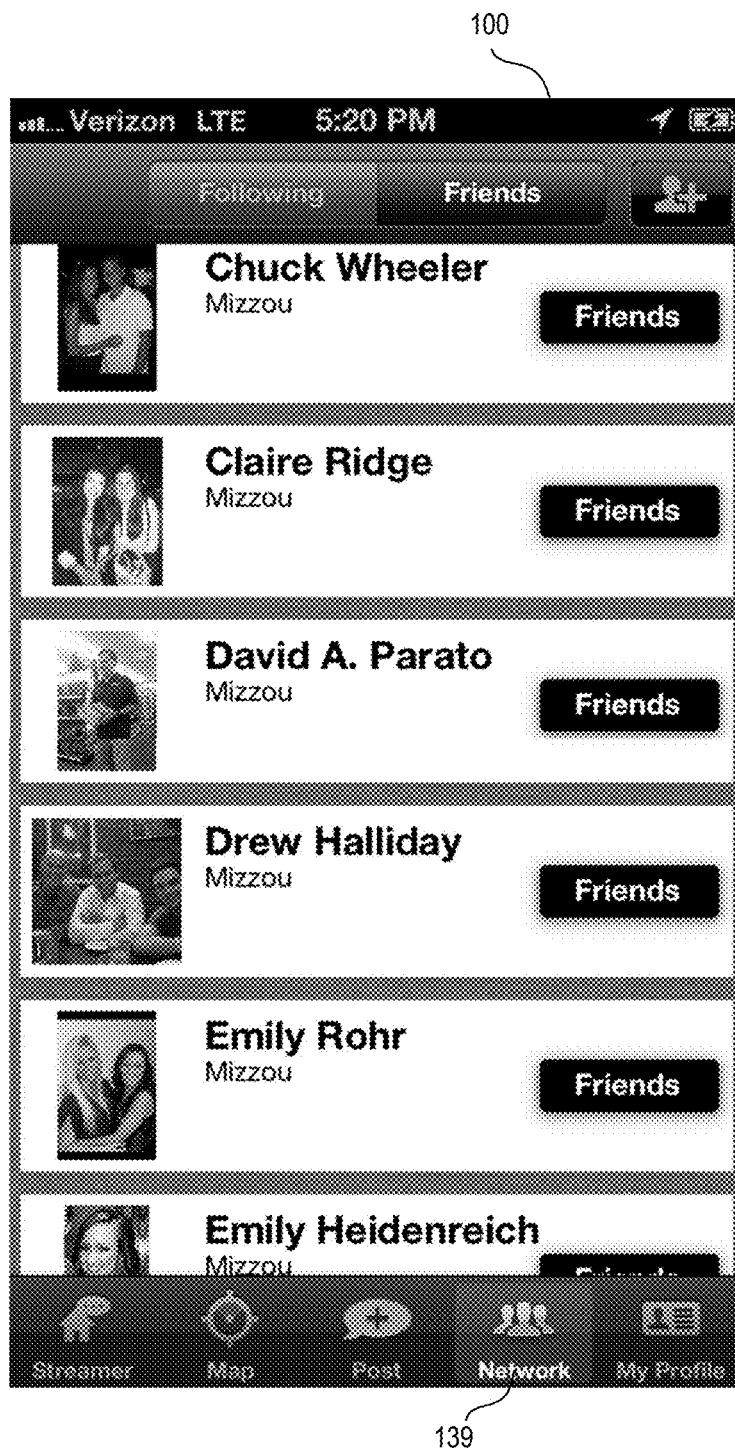 100
Verizon LTE 5:20 PM
Following Friends
Chuck Wheeler
Mizzou
Friends
Claire Ridge
Mizzou
Friends
David A. Parato
Mizzou
Friends
Drew Halliday
Mizzou
Friends
Emily Rohr
Mizzou
Friends
Emily Heidenreich
Mizzou
Friends
Streamer Map Post Network My Profile
139